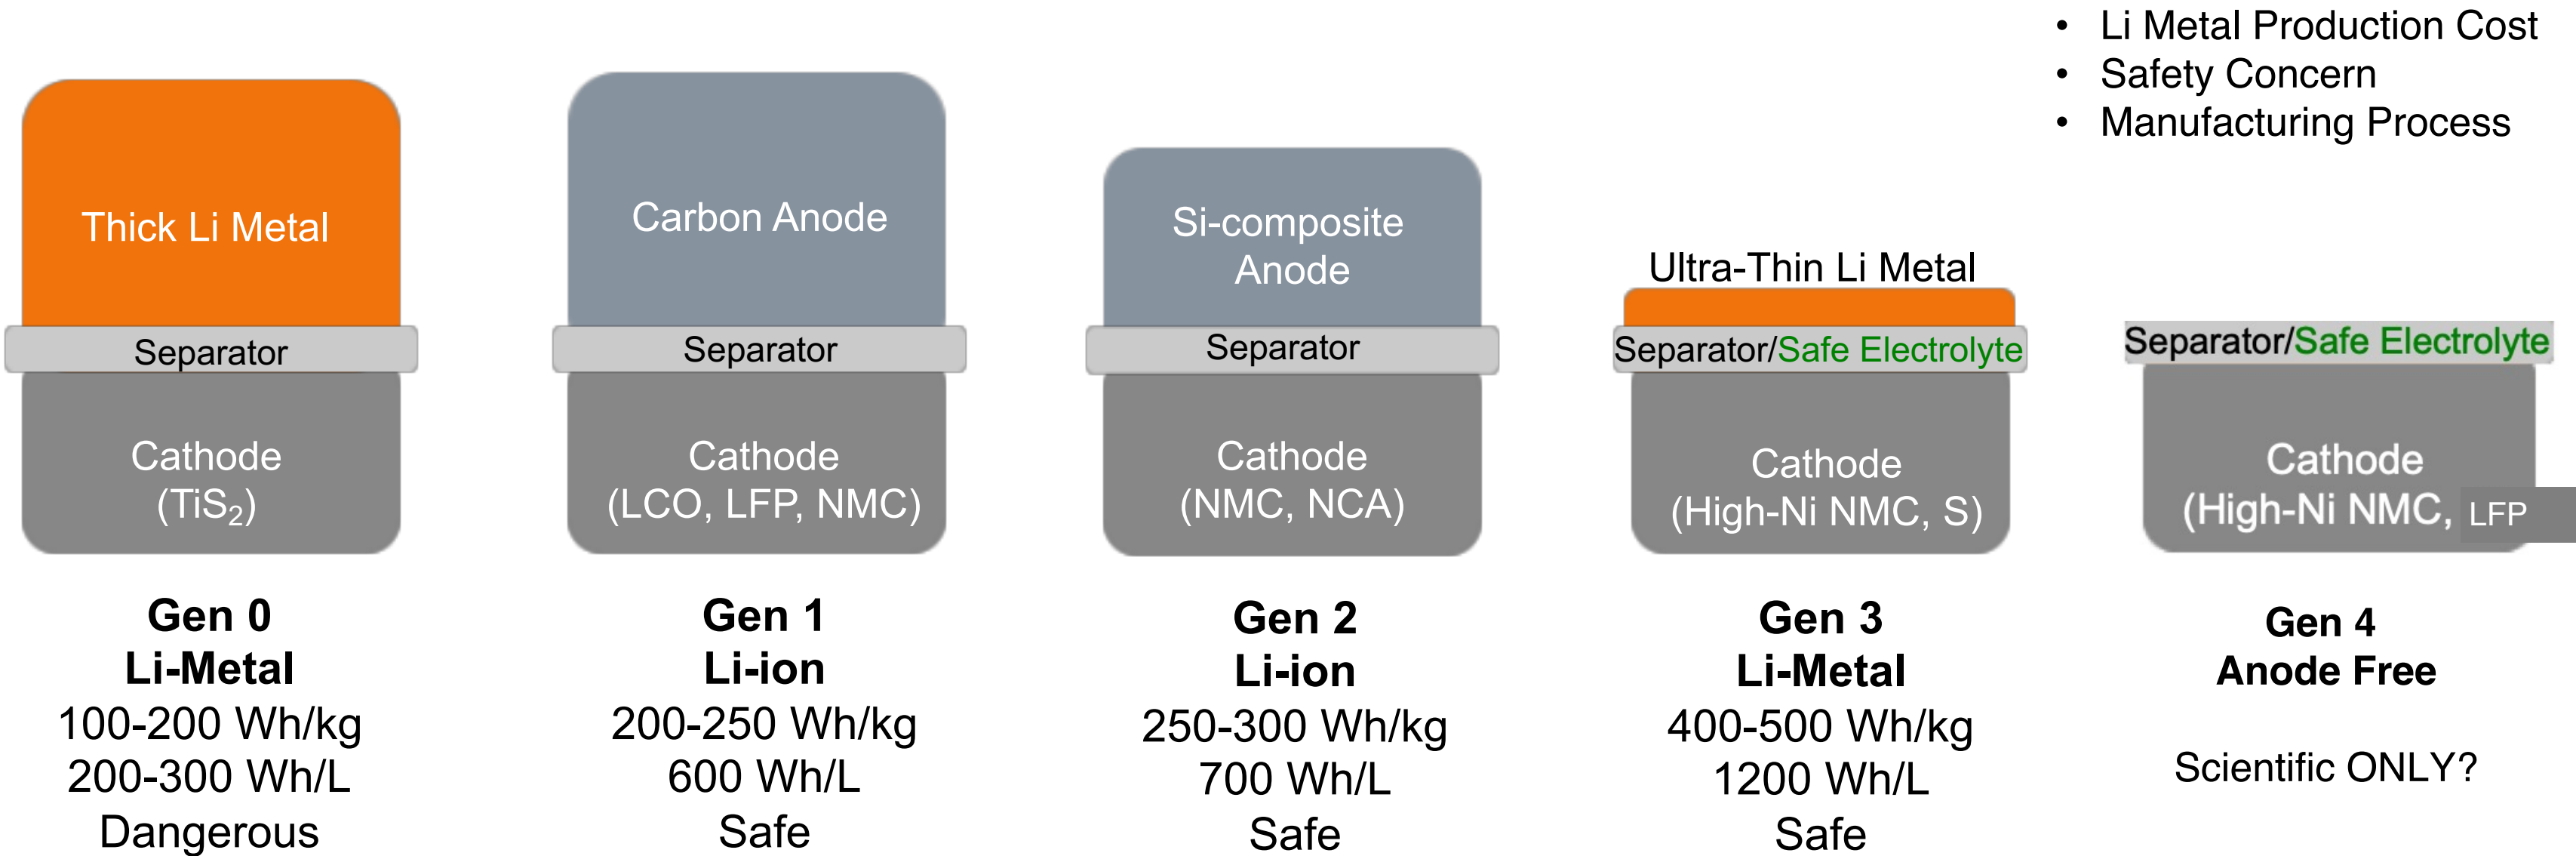 • Li Metal Production Cost
• Safety Concern
• Manufacturing Process
Thick Li Metal
Separator
Cathode
(TiS₂)
Gen 0
Li-Metal
100-200 Wh/kg
200-300 Wh/L
Dangerous
Carbon Anode
Separator
Cathode
(LCO, LFP, NMC)
Gen 1
Li-ion
200-250 Wh/kg
600 Wh/L
Safe
Si-composite
Anode
Separator
Cathode
(NMC, NCA)
Gen 2
Li-ion
250-300 Wh/kg
700 Wh/L
Safe
Ultra-Thin Li Metal
Separator/Safe Electrolyte
Cathode
(High-Ni NMC, S)
Gen 3
Li-Metal
400-500 Wh/kg
1200 Wh/L
Safe
Separator/Safe Electrolyte
Cathode
(High-Ni NMC, LFP
Gen 4
Anode Free
Scientific ONLY?